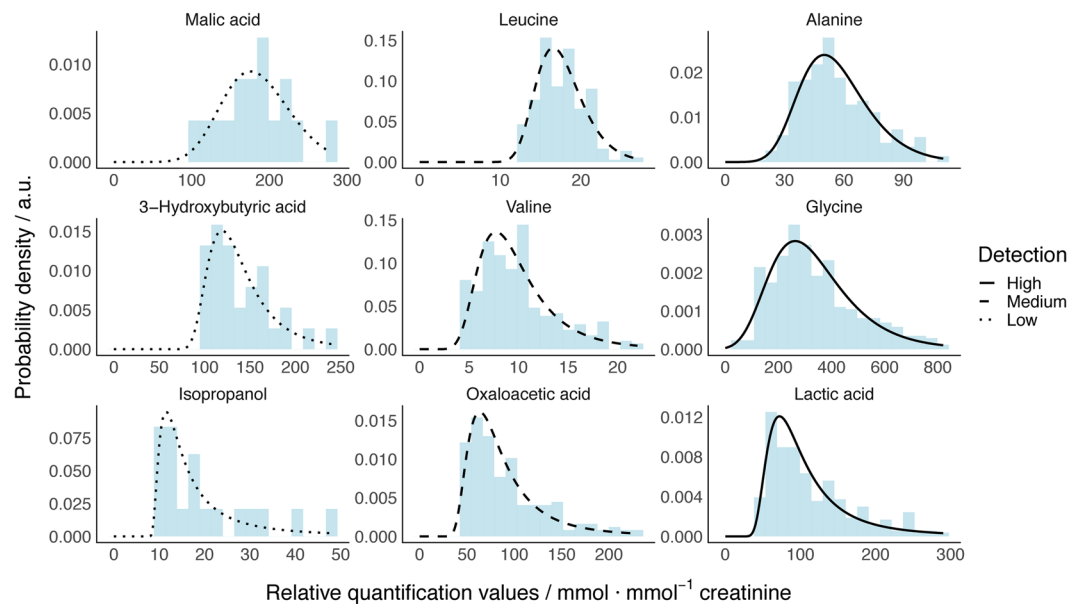 Malic acid
Leucine
Alanine
0.010
0.005
0.000
0 100 200 300
0.15
0.10
0.05
0.00
0 10 20
0.02
0.01
0.00
0 30 60 90
3−Hydroxybutyric acid
Valine
Glycine
0.015
0.010
0.005
0.000
0 50 100 150 200 250
0.15
0.10
0.05
0.00
0 5 10 15 20
0.003
0.002
0.001
0.000
0 200 400 600 800
Isopropanol
Oxaloacetic acid
Lactic acid
0.075
0.050
0.025
0.000
0 10 20 30 40 50
0.015
0.010
0.005
0.000
0 50 100 150 200
0.012
0.008
0.004
0.000
0 100 200 300
Probability density / a.u.
Relative quantification values / mmol · mmol⁻¹ creatinine
Detection
High
Medium
Low